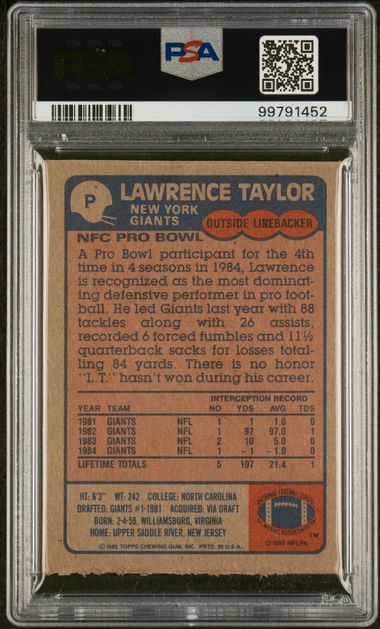 PSA
99791452
P
LAWRENCE TAYLOR
NEW YORK
GIANTS
OUTSIDE LINEBACKER
NFC PRO BOWL
A Pro Bowl participant for the 4th
time in 4 seasons in 1984, Lawrence
is recognized as the most dominat-
ing defensive performer in pro foot-
ball. He led Giants last year with 88
tackles along with 26 assists,
recorded 6 forced fumbles and 11½
quarterback sacks for losses total-
ling 84 yards. There is no honor
"L.T." hasn't won during his career.
INTERCEPTION RECORD
YEAR TEAM NO YDS AVG TDS
1981 GIANTS NFL 1 1 1.0 0
1982 GIANTS NFL 1 97 97.0 1
1983 GIANTS NFL 2 10 5.0 0
1984 GIANTS NFL 1 -1 -1.0 0
LIFETIME TOTALS 5 107 21.4 1
HT: 6'3" WT: 242 COLLEGE: NORTH CAROLINA
DRAFTED: GIANTS #1-1981 ACQUIRED: VIA DRAFT
BORN: 2-4-59, WILLIAMSBURG, VIRGINIA
HOME: UPPER SADDLE RIVER, NEW JERSEY
© 1985 TOPPS CHEWING GUM, INC. PRTD. IN U.S.A.
NATIONAL FOOTBALL LEAGUE
PLAYERS ASSOCIATION
TM
© 1985 NFLPA